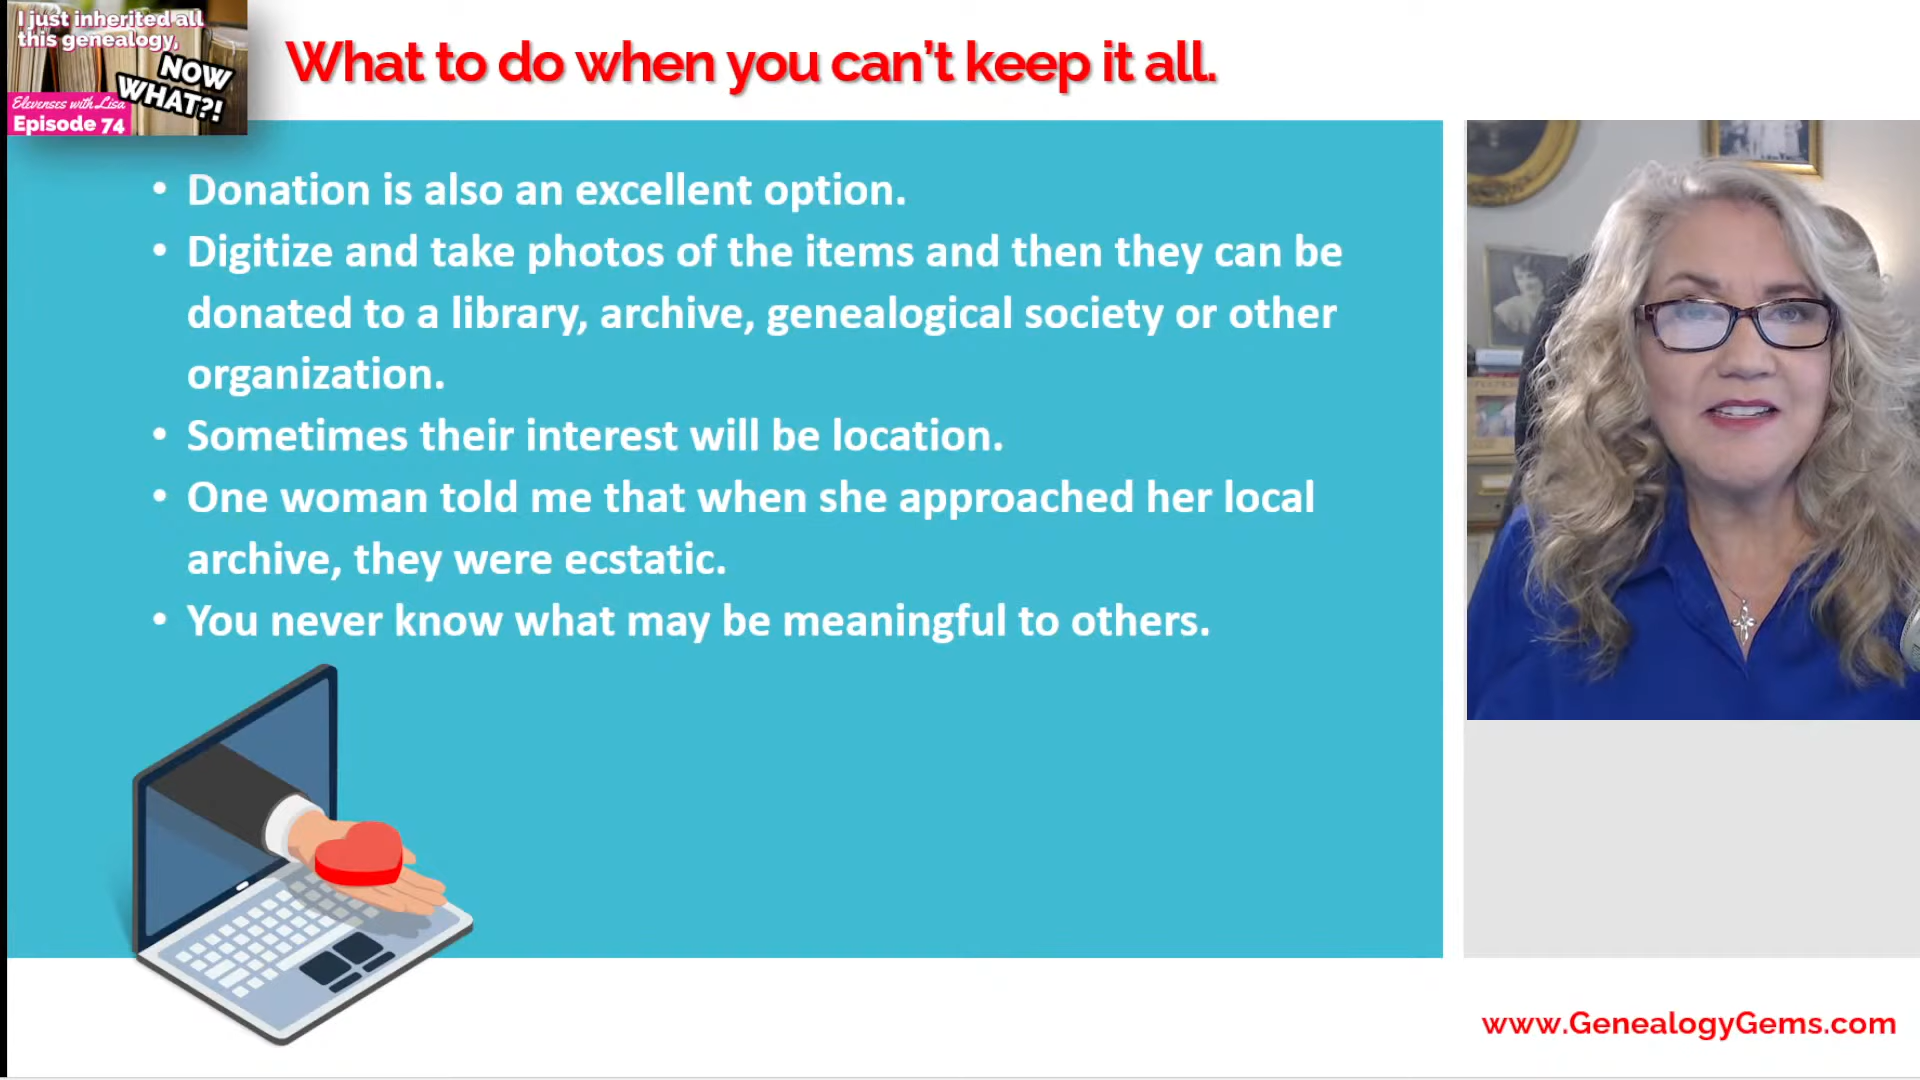 I just inherited all
this genealogy,
NOW
WHAT?!
Elevenses with Lisa
Episode 74
What to do when you can’t keep it all.
• Donation is also an excellent option.
• Digitize and take photos of the items and then they can be
donated to a library, archive, genealogical society or other
organization.
• Sometimes their interest will be location.
• One woman told me that when she approached her local
archive, they were ecstatic.
• You never know what may be meaningful to others.
www.GenealogyGems.com